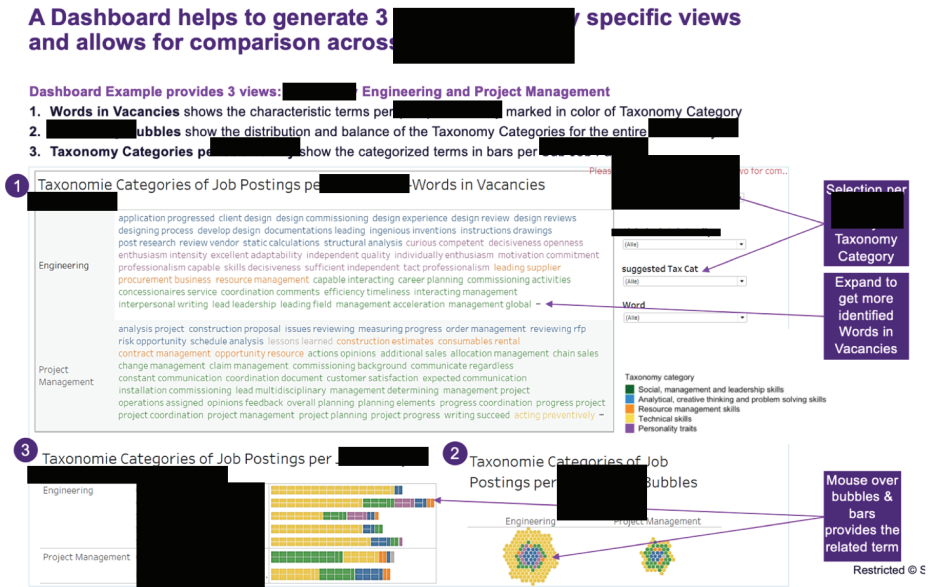 A Dashboard helps to generate 3 specific views
and allows for comparison across
Dashboard Example provides 3 views: Engineering and Project Management
1. Words in Vacancies shows the characteristic terms per marked in color of Taxonomy Category
2. ubbles show the distribution and balance of the Taxonomy Categories for the entire
3. Taxonomy Categories pe show the categorized terms in bars per
1
Taxonomie Categories of Job Postings pe -Words in Vacancies
Engineering
application progressed client design design commissioning design experience design review design reviews
designing process develop design documentations leading ingenious inventions instructions drawings
post research review vendor static calculations structural analysis curious competent decisiveness openness
enthusiasm intensity excellent adaptability independent quality individually enthusiasm motivation commitment
professionalism capable skills decisiveness sufficient independent tact professionalism leading supplier
procurement business resource management capable interacting career planning commissioning activities
concessionaires service coordination comments efficiency timeliness interacting management
interpersonal writing lead leadership leading field management acceleration management global ~
Project
Management
analysis project construction proposal issues reviewing measuring progress order management reviewing rfp
risk opportunity schedule analysis lessons learned construction estimates consumables rental
contract management opportunity resource actions opinions additional sales allocation management chain sales
change management claim management commissioning background communicate regardless
constant communication coordination document customer satisfaction expected communication
installation commissioning lead multidisciplinary management determining management project
operations assigned opinions feedback overall planning planning elements progress coordination progress project
project coordination project management project planning project progress writing succeed acting preventively ~
Pleas wo for com...
(Alle)
suggested Tax Cat
(Alle)
Word
(Alle)
Selection per
Taxonomy
Category
Expand to
get more
identified
Words in
Vacancies
Taxonomy category
Social, management and leadership skills
Analytical, creative thinking and problem solving skills
Resource management skills
Technical skills
Personality traits
3
Taxonomie Categories of Job Postings per
Engineering
Project Management
2
Taxonomie Categories of Job
Postings per Bubbles
Engineering
Project Management
Mouse over
bubbles &
bars
provides the
related term
Restricted © S